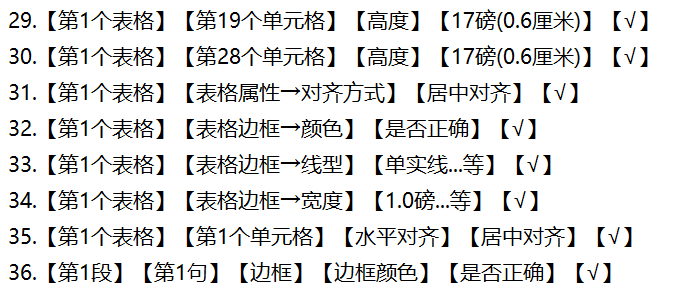 29.【第1个表格】【第19个单元格】【高度】【17磅(0.6厘米)】【√】
30.【第1个表格】【第28个单元格】【高度】【17磅(0.6厘米)】【√】
31.【第1个表格】【表格属性→对齐方式】【居中对齐】【√】
32.【第1个表格】【表格边框→颜色】【是否正确】【√】
33.【第1个表格】【表格边框→线型】【单实线...等】【√】
34.【第1个表格】【表格边框→宽度】【1.0磅...等】【√】
35.【第1个表格】【第1个单元格】【水平对齐】【居中对齐】【√】
36.【第1段】【第1句】【边框】【边框颜色】【是否正确】【√】